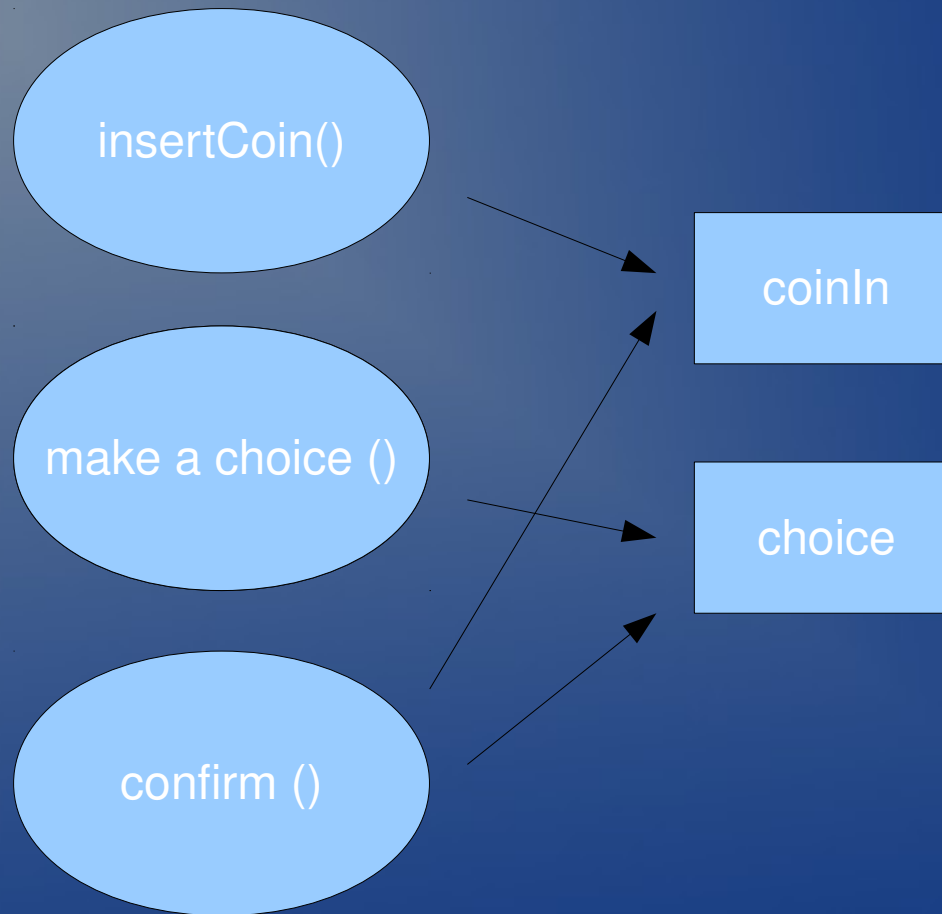 insertCoin()
coinIn
make a choice ()
choice
confirm ()